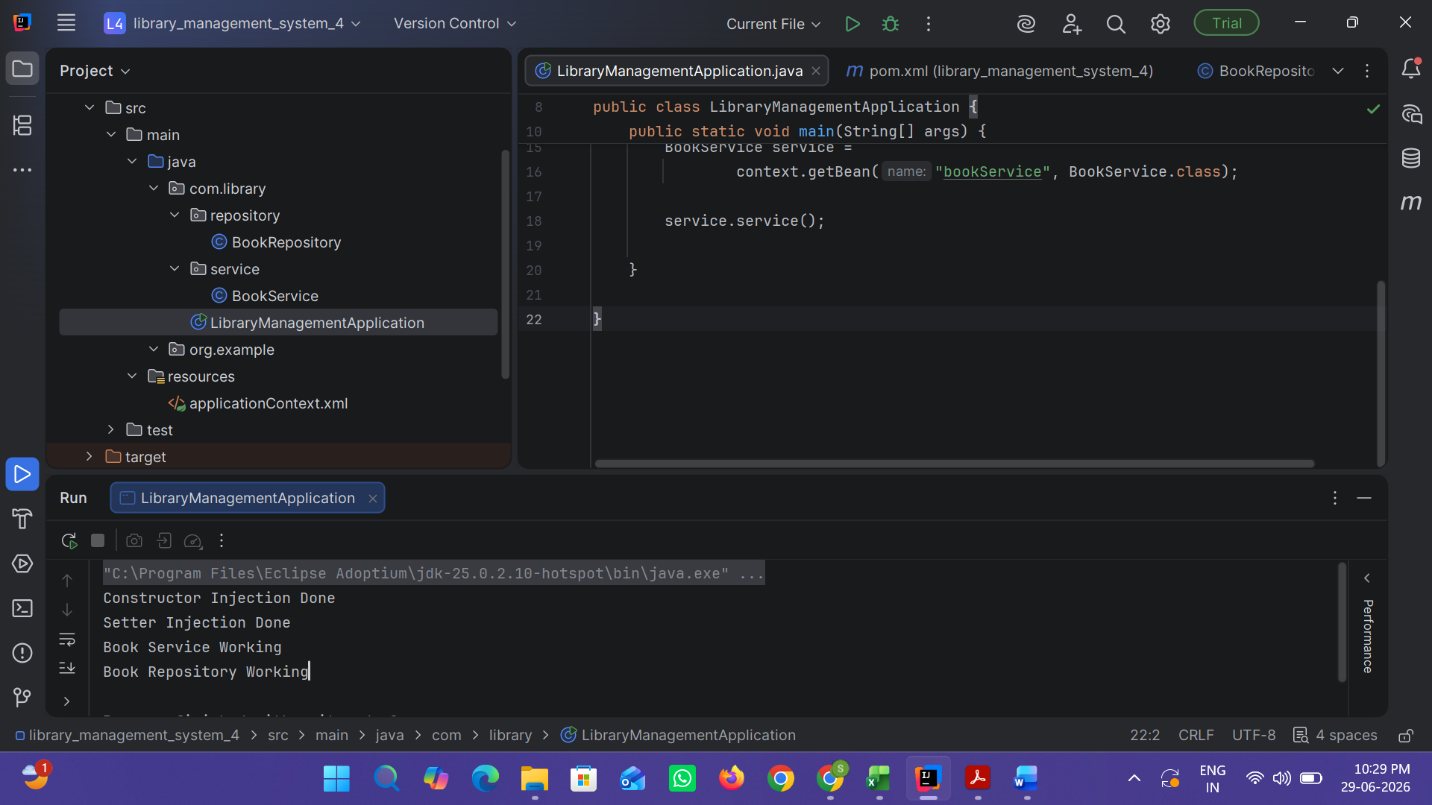 L4 library_management_system_4 Version Control Current File Trial
Project
src
main
java
com.library
repository
BookRepository
service
BookService
LibraryManagementApplication
org.example
resources
applicationContext.xml
test
target
LibraryManagementApplication.java pom.xml (library_management_system_4) BookReposito
8 public class LibraryManagementApplication {
10 public static void main(String[] args) {
15 BookService service =
16 context.getBean( name: "bookService", BookService.class);
17
18 service.service();
19
20 }
21
22 }
Run LibraryManagementApplication
"C:\Program Files\Eclipse Adoptium\jdk-25.0.2.10-hotspot\bin\java.exe" ...
Constructor Injection Done
Setter Injection Done
Book Service Working
Book Repository Working
Performance
library_management_system_4 > src > main > java > com > library > LibraryManagementApplication 22:2 CRLF UTF-8 4 spaces
1
S
ENG
IN
10:29 PM
29-06-2026